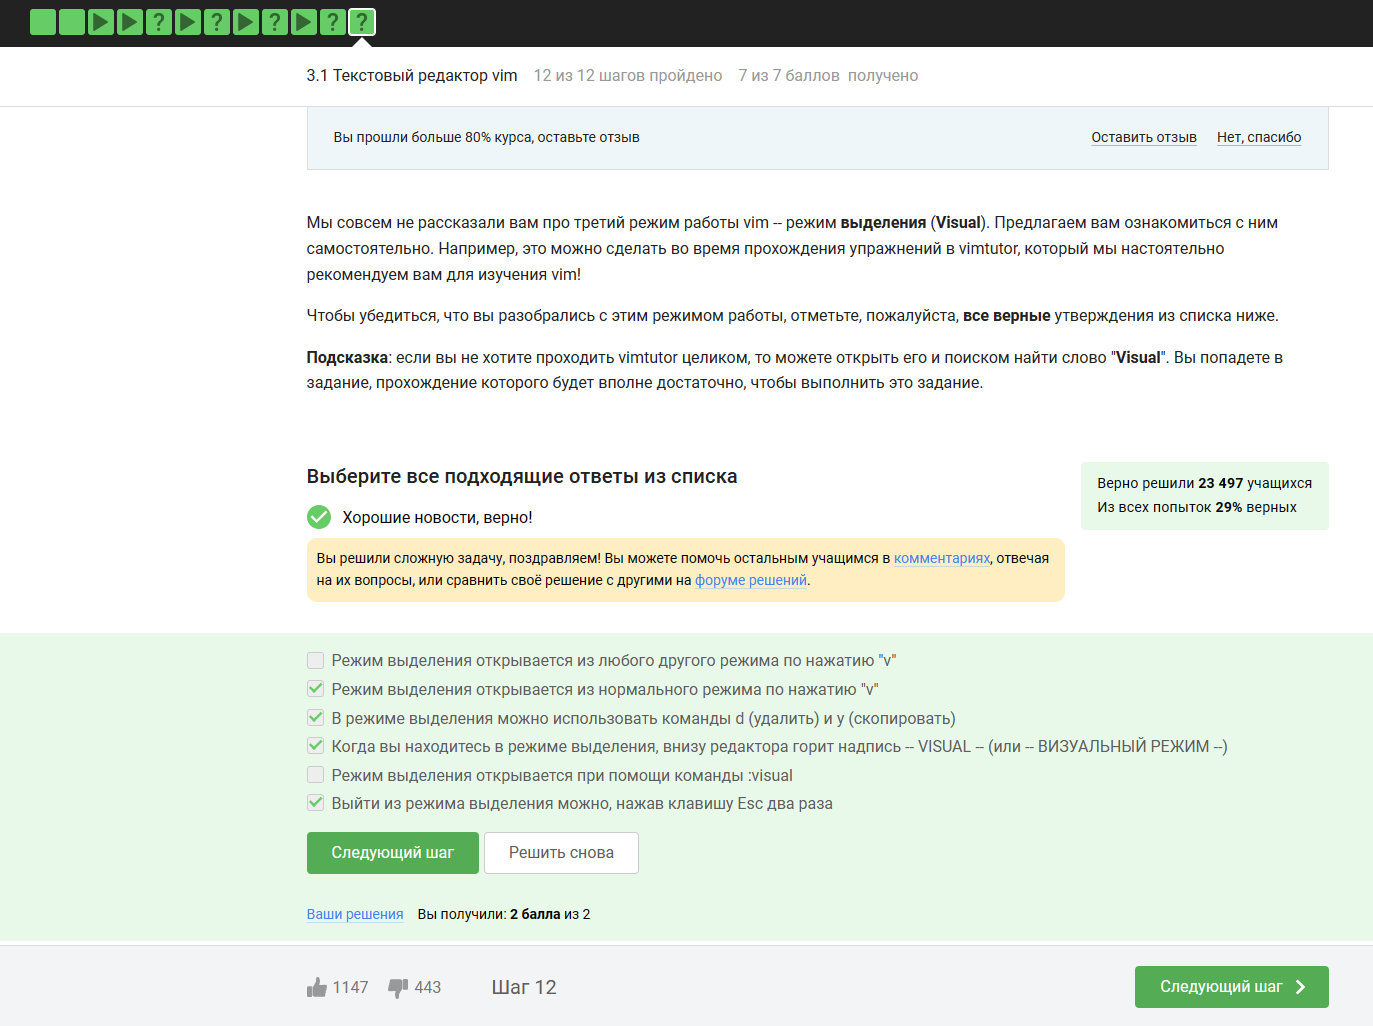 ? ? ? ? ?
3.1 Текстовый редактор vim 12 из 12 шагов пройдено 7 из 7 баллов получено
Вы прошли больше 80% курса, оставьте отзыв Оставить отзыв Нет, спасибо
Мы совсем не рассказали вам про третий режим работы vim -- режим выделения (Visual). Предлагаем вам ознакомиться с ним
самостоятельно. Например, это можно сделать во время прохождения упражнений в vimtutor, который мы настоятельно
рекомендуем вам для изучения vim!
Чтобы убедиться, что вы разобрались с этим режимом работы, отметьте, пожалуйста, все верные утверждения из списка ниже.
Подсказка: если вы не хотите проходить vimtutor целиком, то можете открыть его и поиском найти слово "Visual". Вы попадете в
задание, прохождение которого будет вполне достаточно, чтобы выполнить это задание.
Выберите все подходящие ответы из списка
Верно решили 23 497 учащихся
Из всех попыток 29% верных
Хорошие новости, верно!
Вы решили сложную задачу, поздравляем! Вы можете помочь остальным учащимся в комментариях, отвечая
на их вопросы, или сравнить своё решение с другими на форуме решений.
Режим выделения открывается из любого другого режима по нажатию "v"
Режим выделения открывается из нормального режима по нажатию "v"
В режиме выделения можно использовать команды d (удалить) и y (скопировать)
Когда вы находитесь в режиме выделения, внизу редактора горит надпись -- VISUAL -- (или -- ВИЗУАЛЬНЫЙ РЕЖИМ --)
Режим выделения открывается при помощи команды :visual
Выйти из режима выделения можно, нажав клавишу Esc два раза
Следующий шаг Решить снова
Ваши решения Вы получили: 2 балла из 2
1147 443 Шаг 12 Следующий шаг